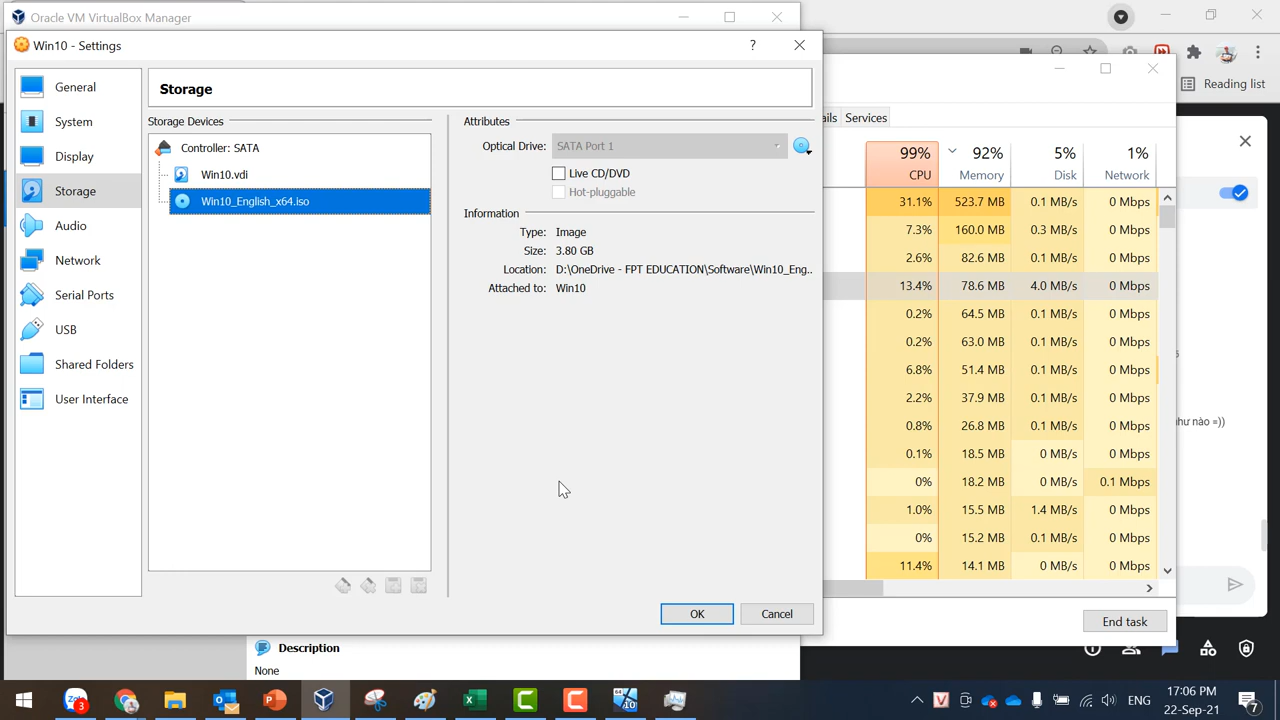 Oracle VM VirtualBox Manager
Win10 - Settings
?
General
System
Display
Storage
Audio
Network
Serial Ports
USB
Shared Folders
User Interface
Storage
Storage Devices
Controller: SATA
Win10.vdi
Win10_English_x64.iso
Attributes
Optical Drive: SATA Port 1
Live CD/DVD
Hot-pluggable
Information
Type: Image
Size: 3.80 GB
Location: D:\OneDrive - FPT EDUCATION\Software\Win10_Eng...
Attached to: Win10
OK Cancel
Description
None
Reading list
ails Services
99% 92% 5% 1%
CPU Memory Disk Network
31.1% 523.7 MB 0.1 MB/s 0 Mbps
7.3% 160.0 MB 0.3 MB/s 0 Mbps
2.6% 82.6 MB 0.1 MB/s 0 Mbps
13.4% 78.6 MB 4.0 MB/s 0 Mbps
0.2% 64.5 MB 0.1 MB/s 0 Mbps
0.2% 63.0 MB 0.1 MB/s 0 Mbps
6.8% 51.4 MB 0.1 MB/s 0 Mbps
2.2% 37.9 MB 0.1 MB/s 0 Mbps
0.8% 26.8 MB 0.1 MB/s 0 Mbps
0.1% 18.5 MB 0 MB/s 0 Mbps
0% 18.2 MB 0 MB/s 0.1 Mbps
1.0% 15.5 MB 1.4 MB/s 0 Mbps
0% 15.2 MB 0.1 MB/s 0 Mbps
11.4% 14.1 MB 0 MB/s 0 Mbps
End task
như nào =))
Zalo
3
64
10
ENG
17:06 PM
22-Sep-21
7